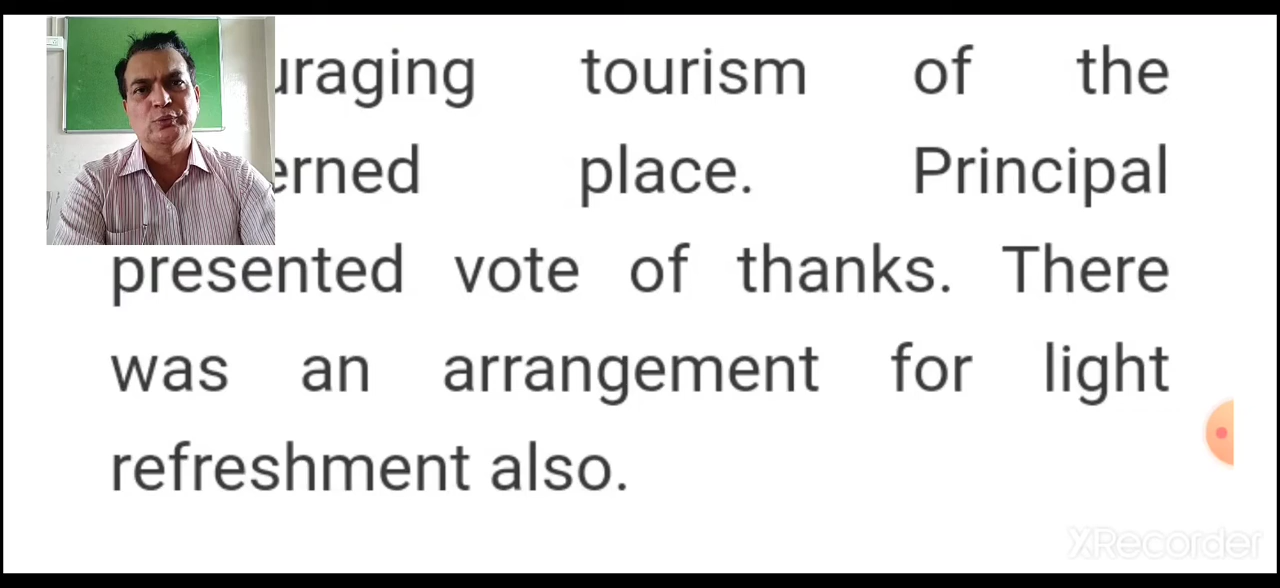 tourism of the
place. Principal
presented vote of thanks. There
was an arrangement for light
refreshment also.
XRecorder